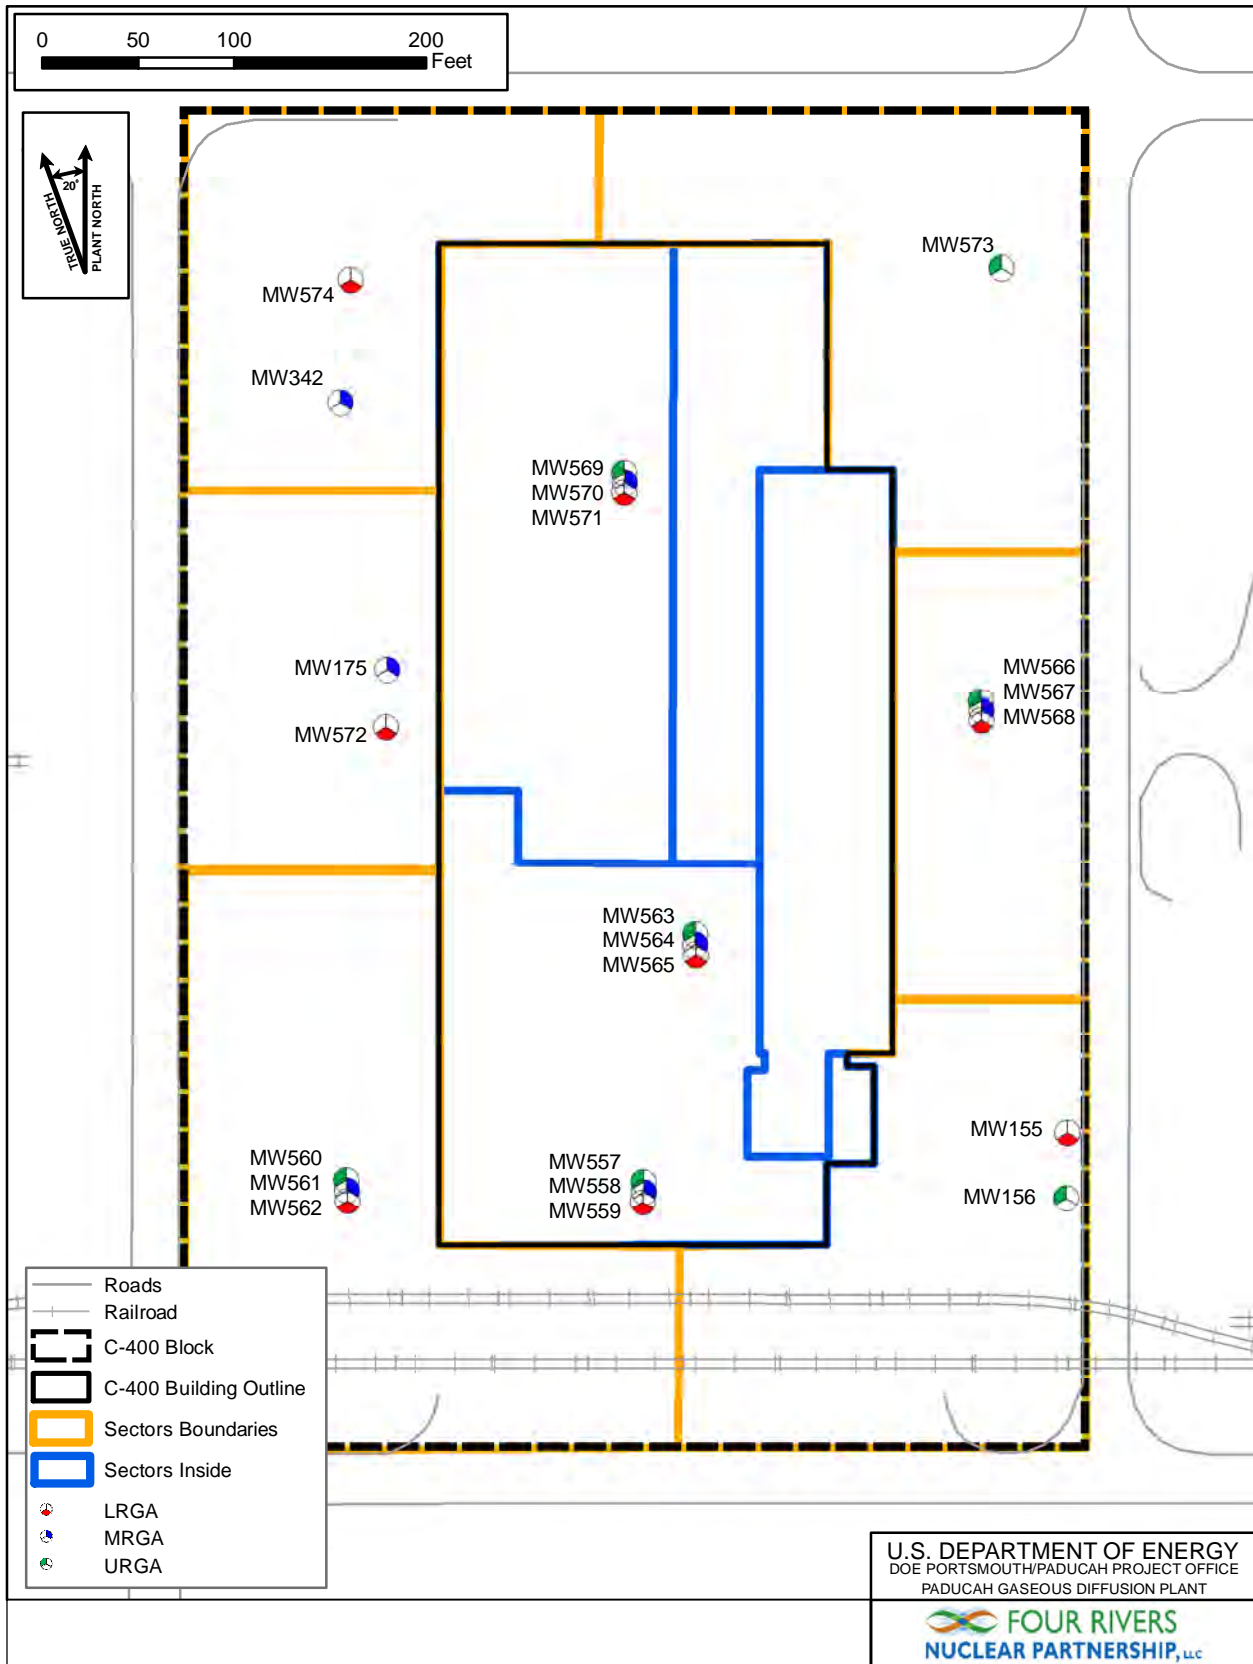 0 50 100 200
Feet
TRUE NORTH
20°
PLANT NORTH
MW573
MW574
MW342
MW569
MW570
MW571
MW175
MW572
MW566
MW567
MW568
MW563
MW564
MW565
MW155
MW156
MW560
MW561
MW562
MW557
MW558
MW559
Roads
Railroad
C-400 Block
C-400 Building Outline
Sectors Boundaries
Sectors Inside
LRGA
MRGA
URGA
U.S. DEPARTMENT OF ENERGY
DOE PORTSMOUTH/PADUCAH PROJECT OFFICE
PADUCAH GASEOUS DIFFUSION PLANT
FOUR RIVERS
NUCLEAR PARTNERSHIP, LLC